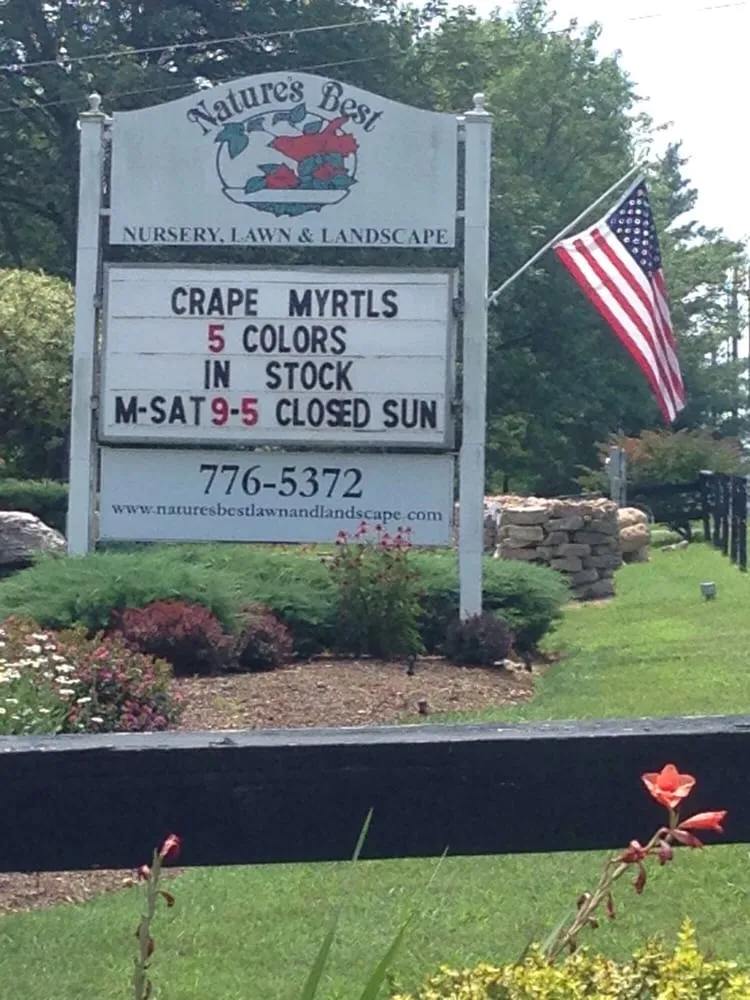 Nature's Best
NURSERY, LAWN & LANDSCAPE
CRAPE MYRTLS
5 COLORS
IN STOCK
M-SAT 9-5 CLOSED SUN
776-5372
www.naturesbestlawnandlandscape.com